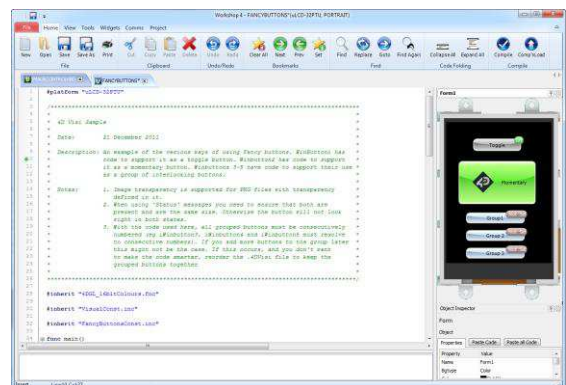 Workshop 4 - FANCYBUTTONS*(uLCD-32PTU, PORTRAIT)
File Home View Tools Widgets Comms Project
New Open Save Save As Print Cut Copy Paste Delete Undo Redo Clear All Next Prev Set Find Replace Goto Find Again Collapse All Expand All Compile Comp'n Load
File Clipboard Undo/Redo Bookmarks Find Code Folding Compile
FANCYBUTTONS*
#platform "uLCD-32PTU"
4D Visi Sample
Date: 21 December 2011
Description: An example of the various ways of using Fancy buttons. WinButton1 has
code to support it as a toggle button. Winbutton2 has code to support
it as a momentary button. Winbuttons 3-5 have code to support their use
as a group of interlocking buttons.
Notes: 1. Image transparency is supported for PNG files with transparency
defined in it.
2. When using 'Status' messages you need to ensure that both are
present and are the same size. Otherwise the button will not look
right in both states.
3. With the code used here, all grouped buttons must be consecutively
numbered (eg iWinbutton3, iWinbutton4 and iWinbutton5 must resolve
to consecutive numbers). If you add more buttons to the group later
this might not be the case. If this occurs, and you don't want
to make the code smarter, reorder the .4DVisi file to keep the
grouped buttons together
#inherit "4DGL_16bitColours.fnc"
#inherit "VisualConst.inc"
#inherit "FancyButtonsConst.inc"
func main()
Form1
Toggle
Momentary
Group1
Group 2
Group 3
Object Inspector
Form
Object
Properties Paste Code Paste all Code
Property Value
Name Form1
Bgstyle Color
Insert